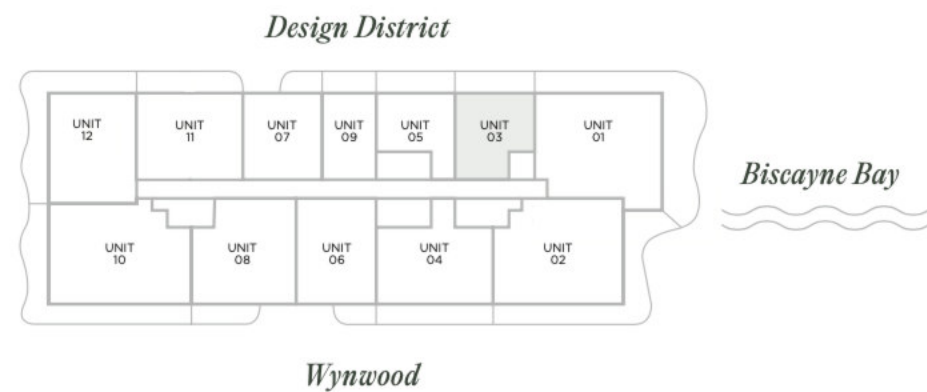 Design District
UNIT
12
UNIT
11
UNIT
07
UNIT
09
UNIT
05
UNIT
03
UNIT
01
Biscayne Bay
UNIT
10
UNIT
08
UNIT
06
UNIT
04
UNIT
02
Wynwood